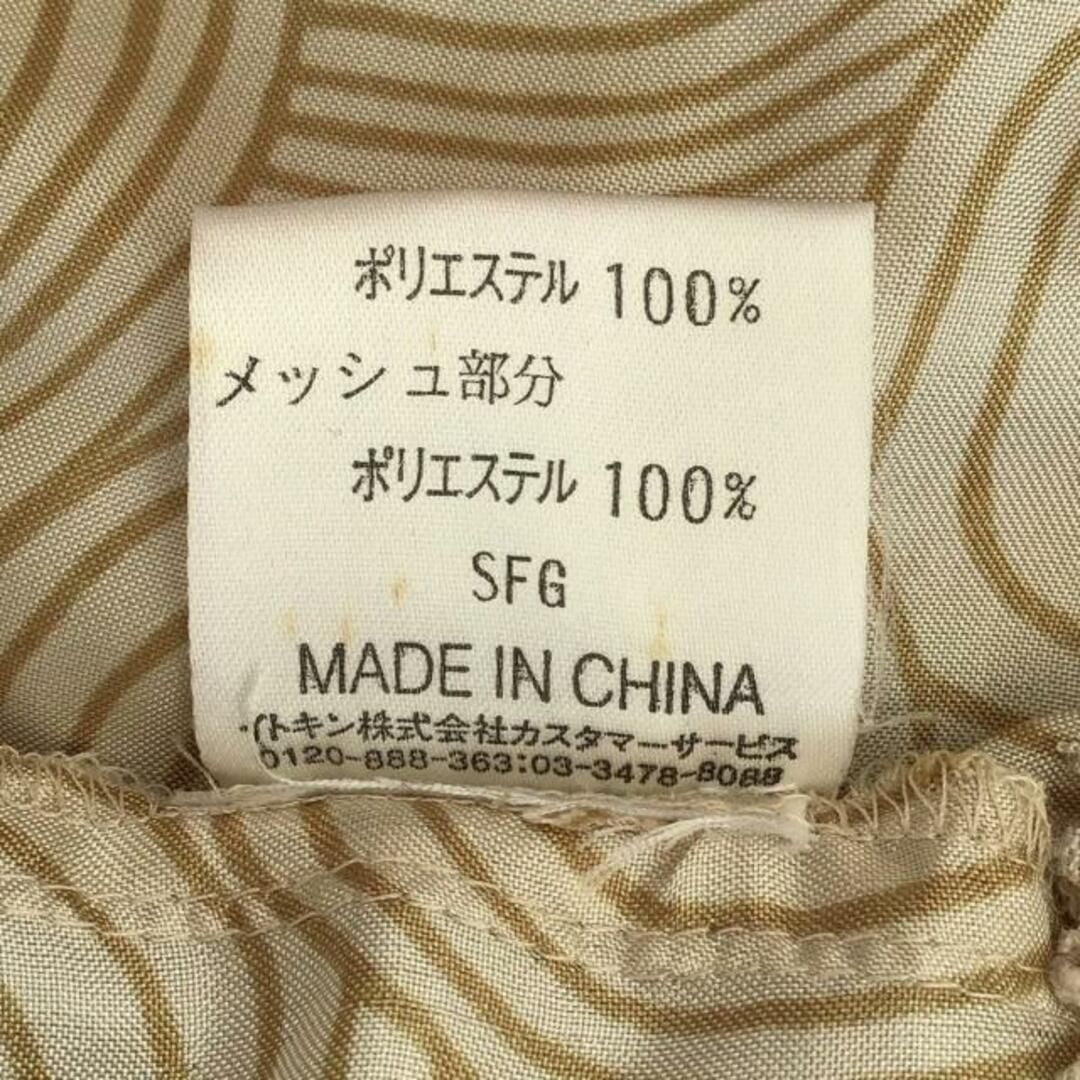 ポリエステル 100%
メッシュ部分
ポリエステル 100%
SFG
MADE IN CHINA
イトキン株式会社カスタマーサービス
0120-888-363:03-3478-8088